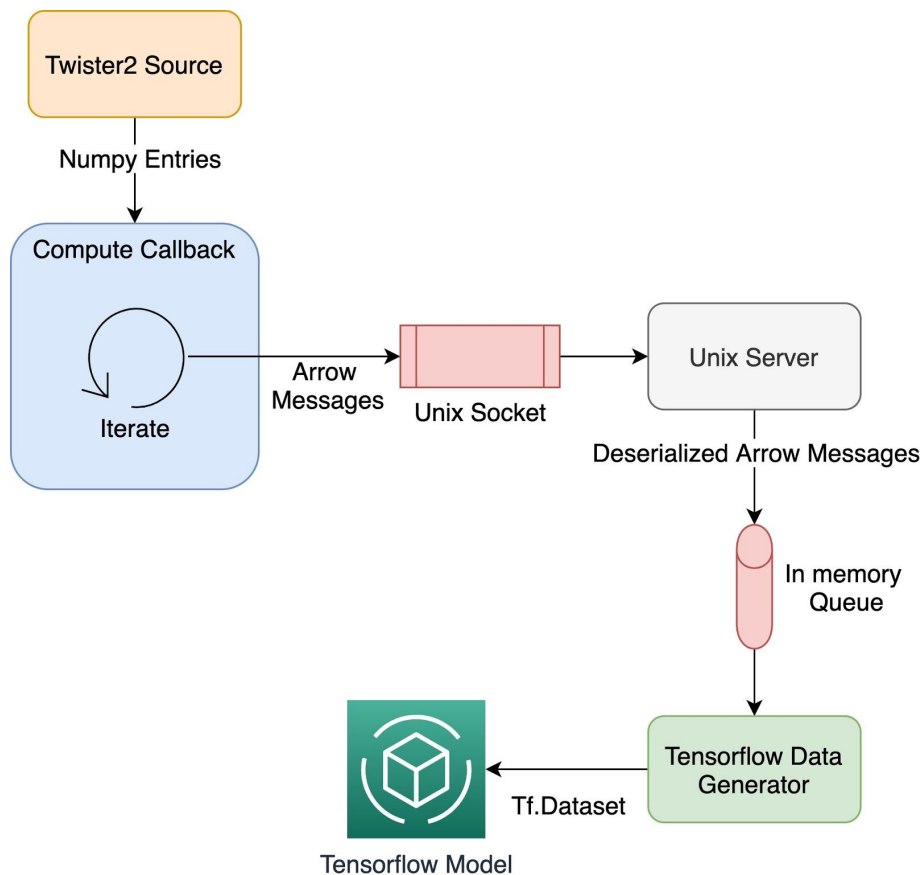 Twister2 Source
Numpy Entries
Compute Callback
Iterate
Arrow
Messages
Unix Socket
Unix Server
Deserialized Arrow Messages
In memory
Queue
Tensorflow Data
Generator
Tf.Dataset
Tensorflow Model